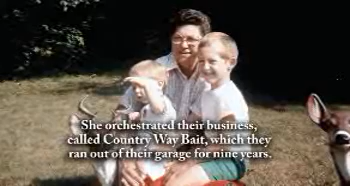 She orchestrated their business,
called Country Way Bait, which they
ran out of their garage for nine years.